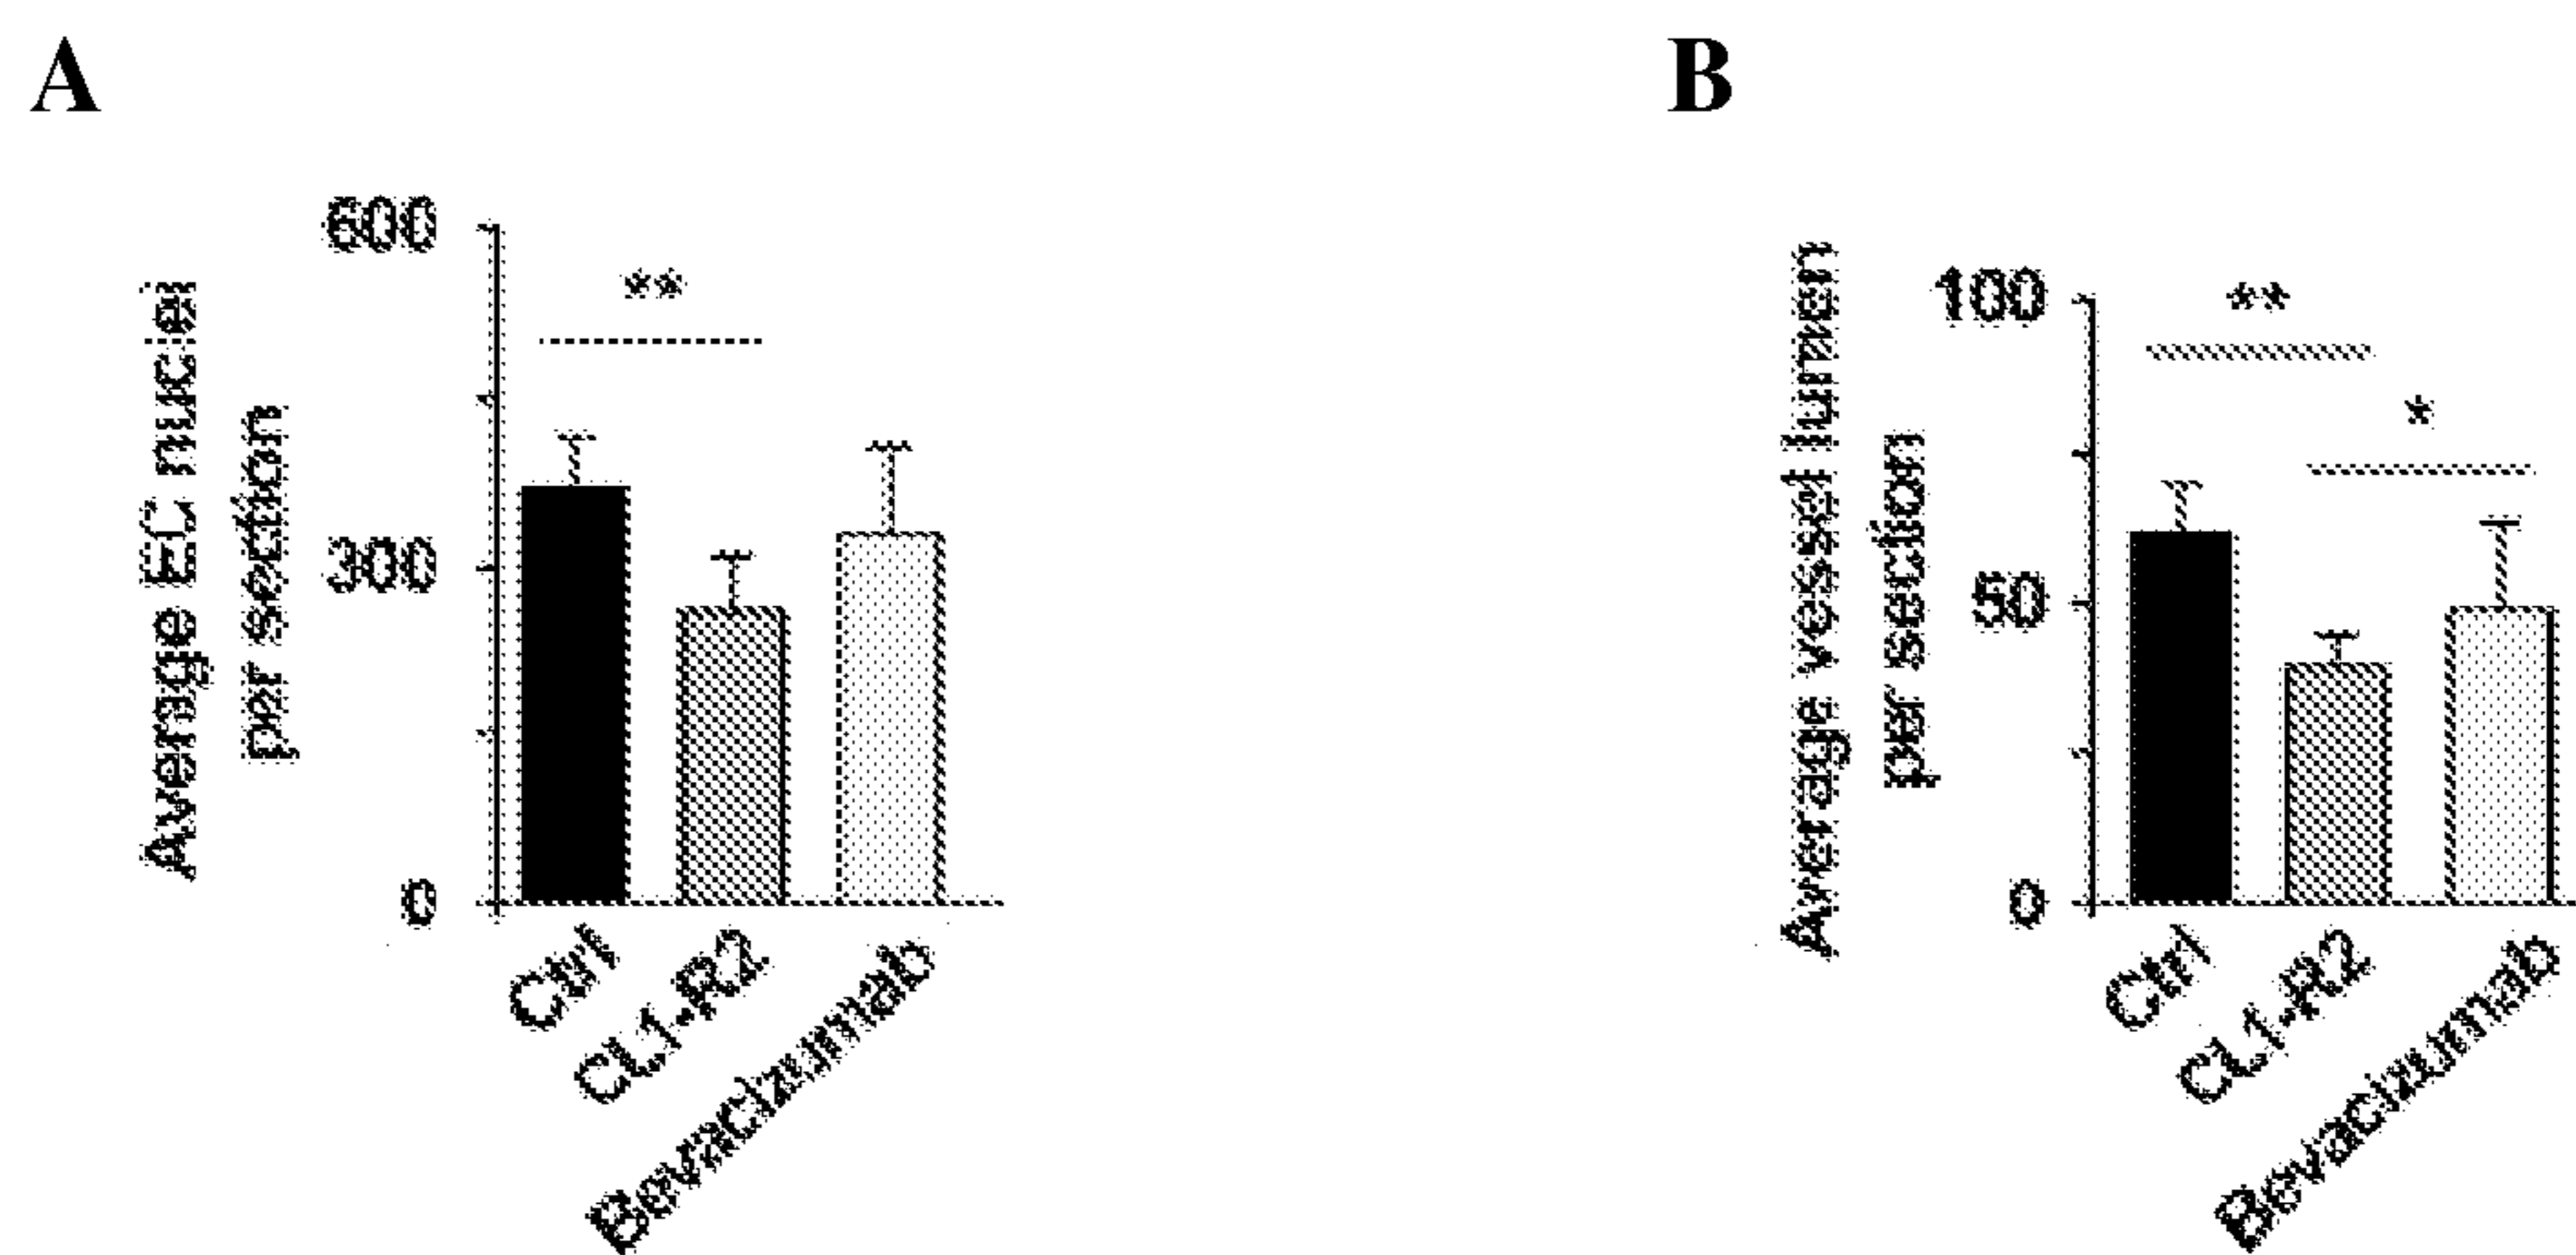 A
B
Average EC nuclei
per section
600
300
0
**
Ctrl
CL1-R2
Bevacizumab
Average vessel lumen
per section
100
50
0
**
*
Ctrl
CL1-R2
Bevacizumab